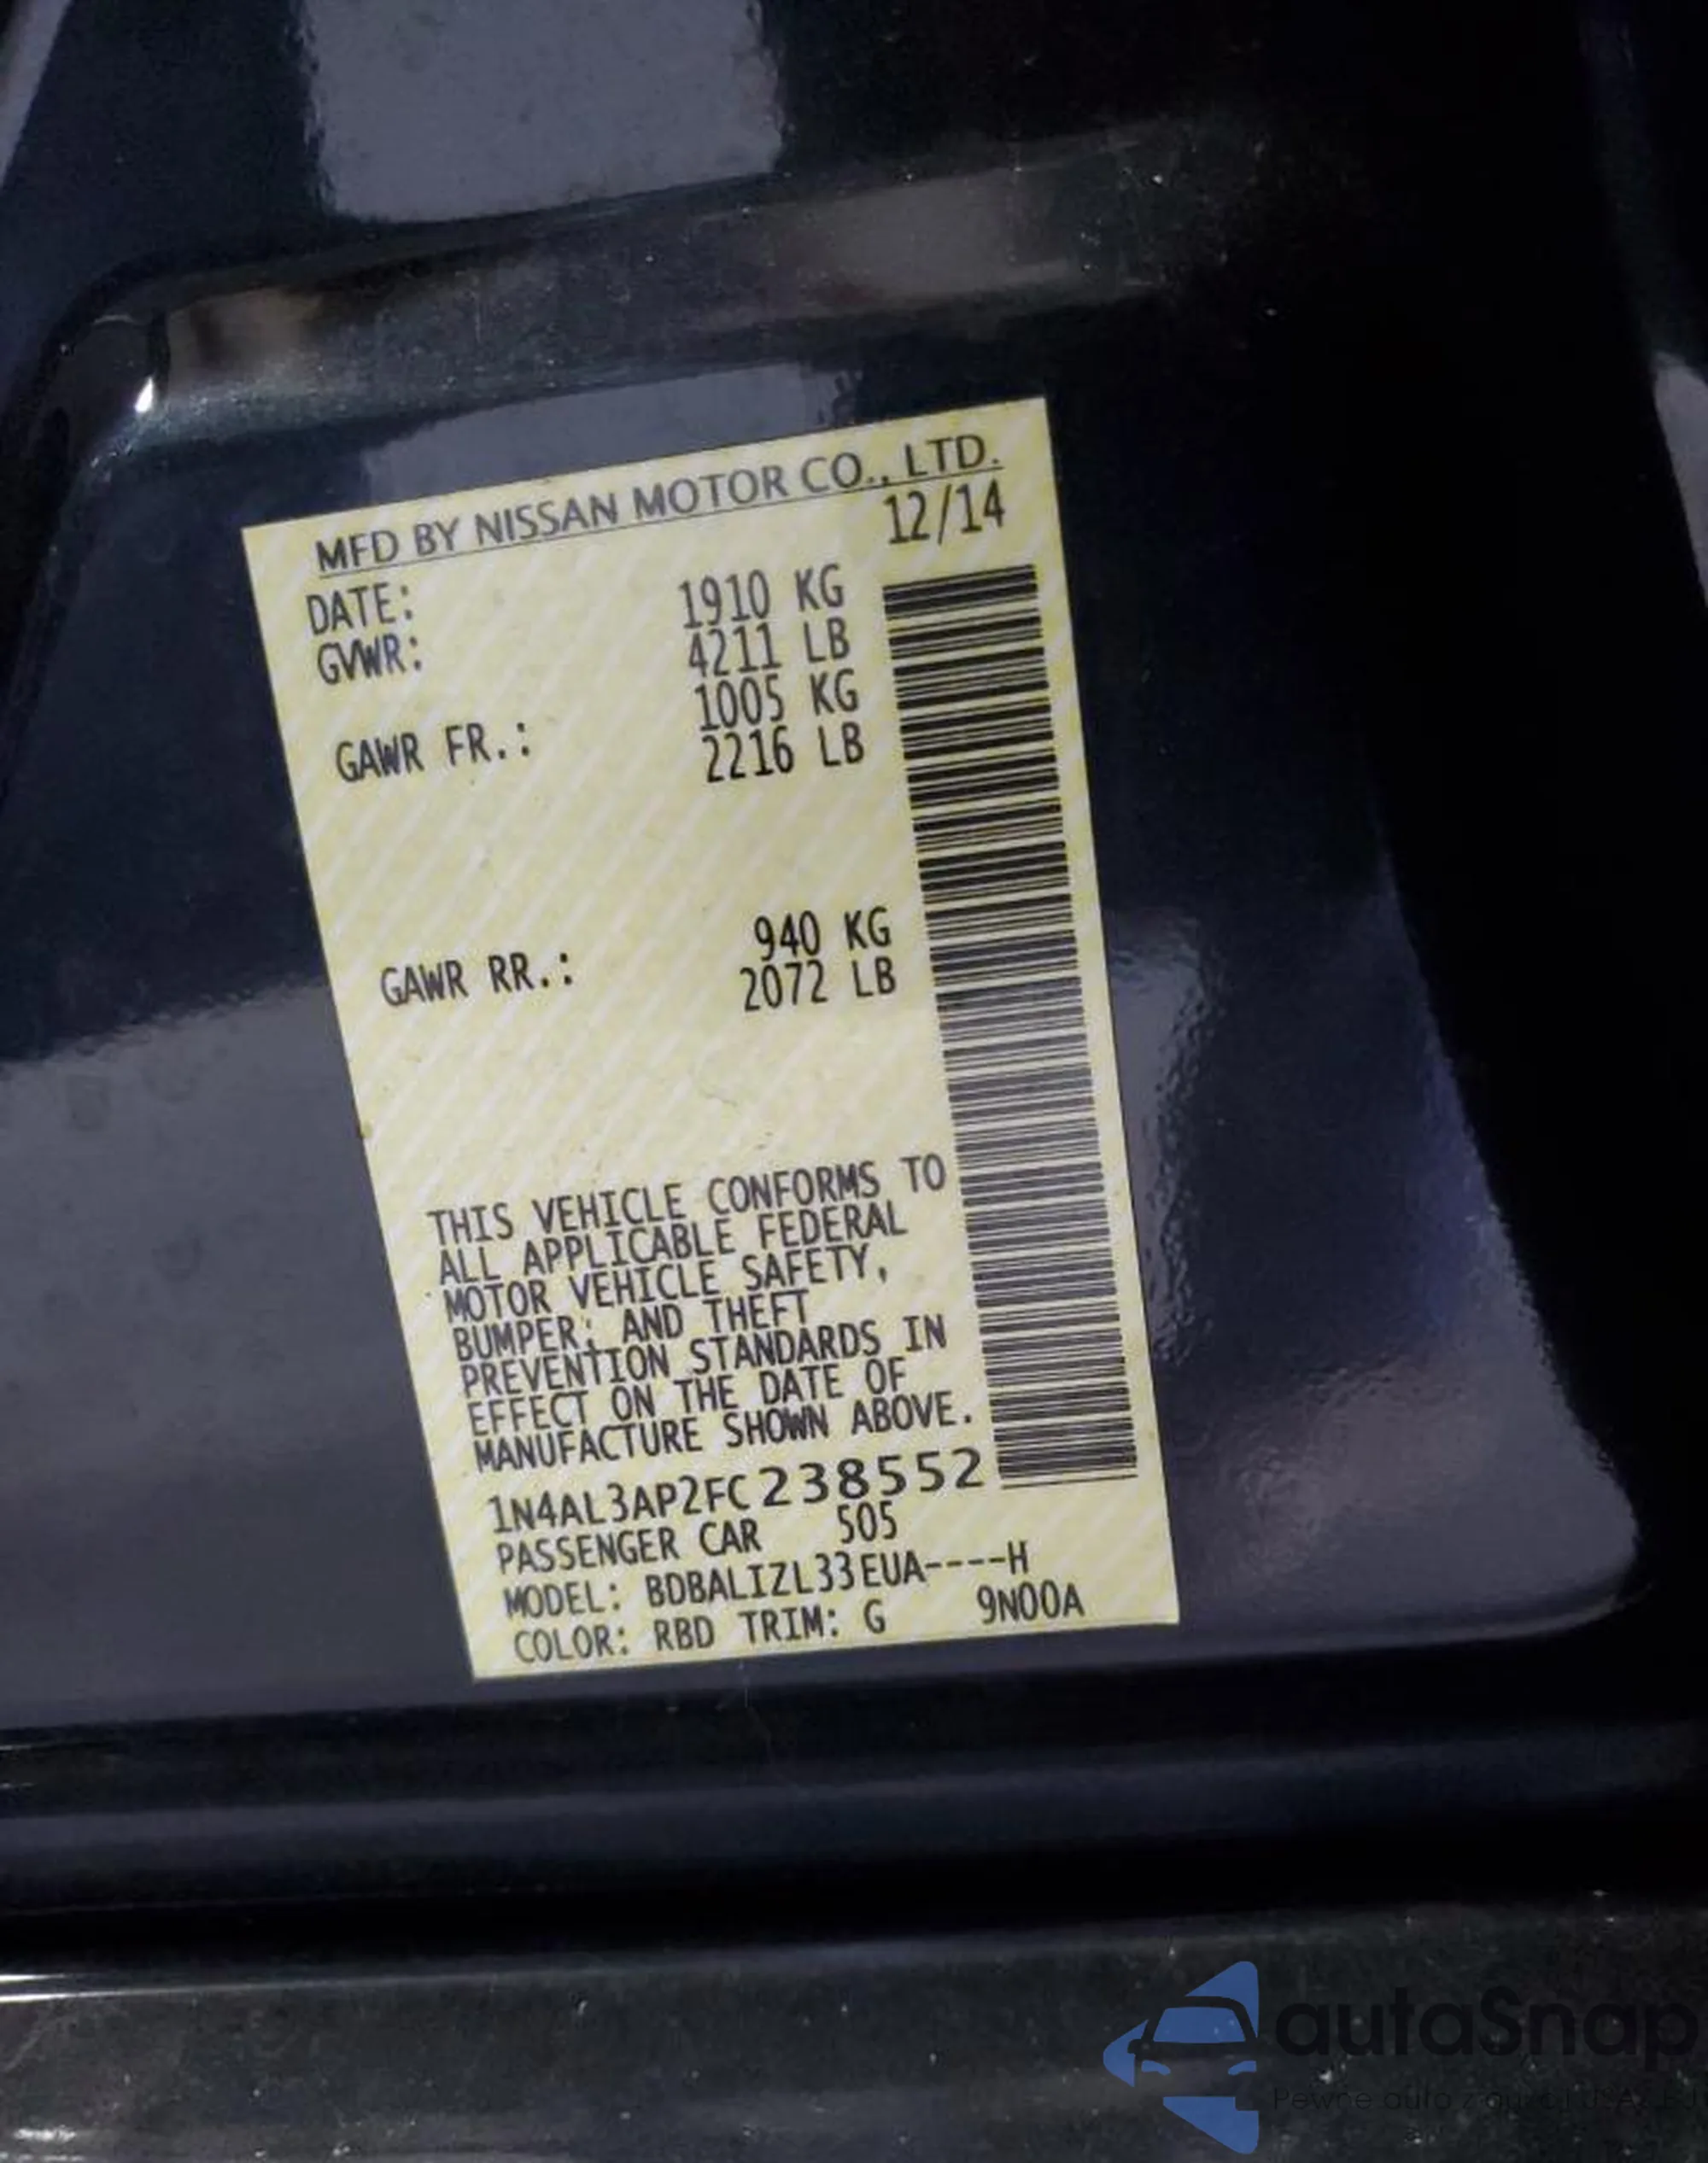 MFD BY NISSAN MOTOR CO., LTD.
DATE: 12/14
GVWR: 1910 KG
4211 LB
GAWR FR.: 1005 KG
2216 LB
GAWR RR.: 940 KG
2072 LB
THIS VEHICLE CONFORMS TO
ALL APPLICABLE FEDERAL
MOTOR VEHICLE SAFETY,
BUMPER, AND THEFT
PREVENTION STANDARDS IN
EFFECT ON THE DATE OF
MANUFACTURE SHOWN ABOVE.
1N4AL3AP2FC238552
PASSENGER CAR 505
MODEL: BDBALIZL33EUA----H
COLOR: RBD TRIM: G 9N00A
autaSnap
Pewne auto z